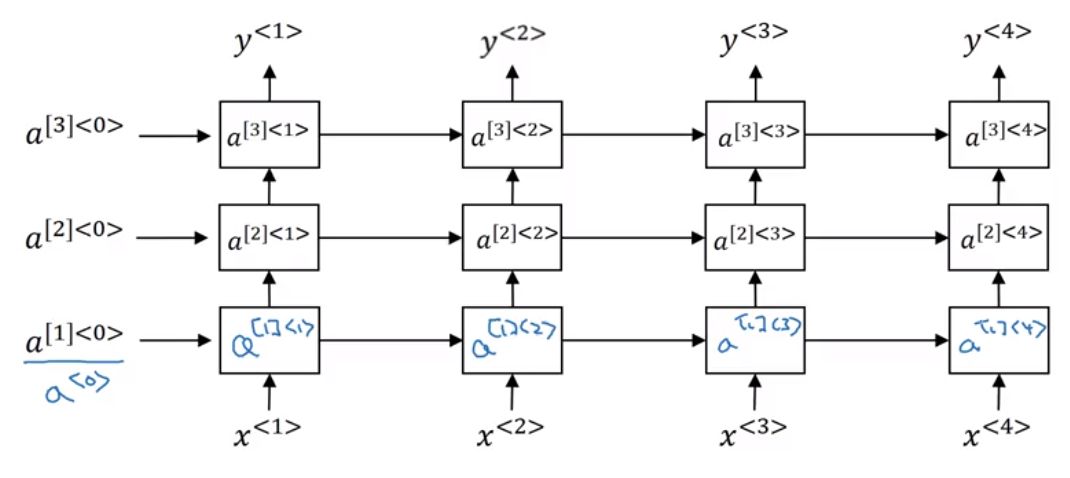 y<1> y<2> y<3> y<4>
a[3]<0> a[3]<1> a[3]<2> a[3]<3> a[3]<4>
a[2]<0> a[2]<1> a[2]<2> a[2]<3> a[2]<4>
a[1]<0> a[1]<1> a[1]<2> a[1]<3> a[1]<4>
a<0>
x<1> x<2> x<3> x<4>